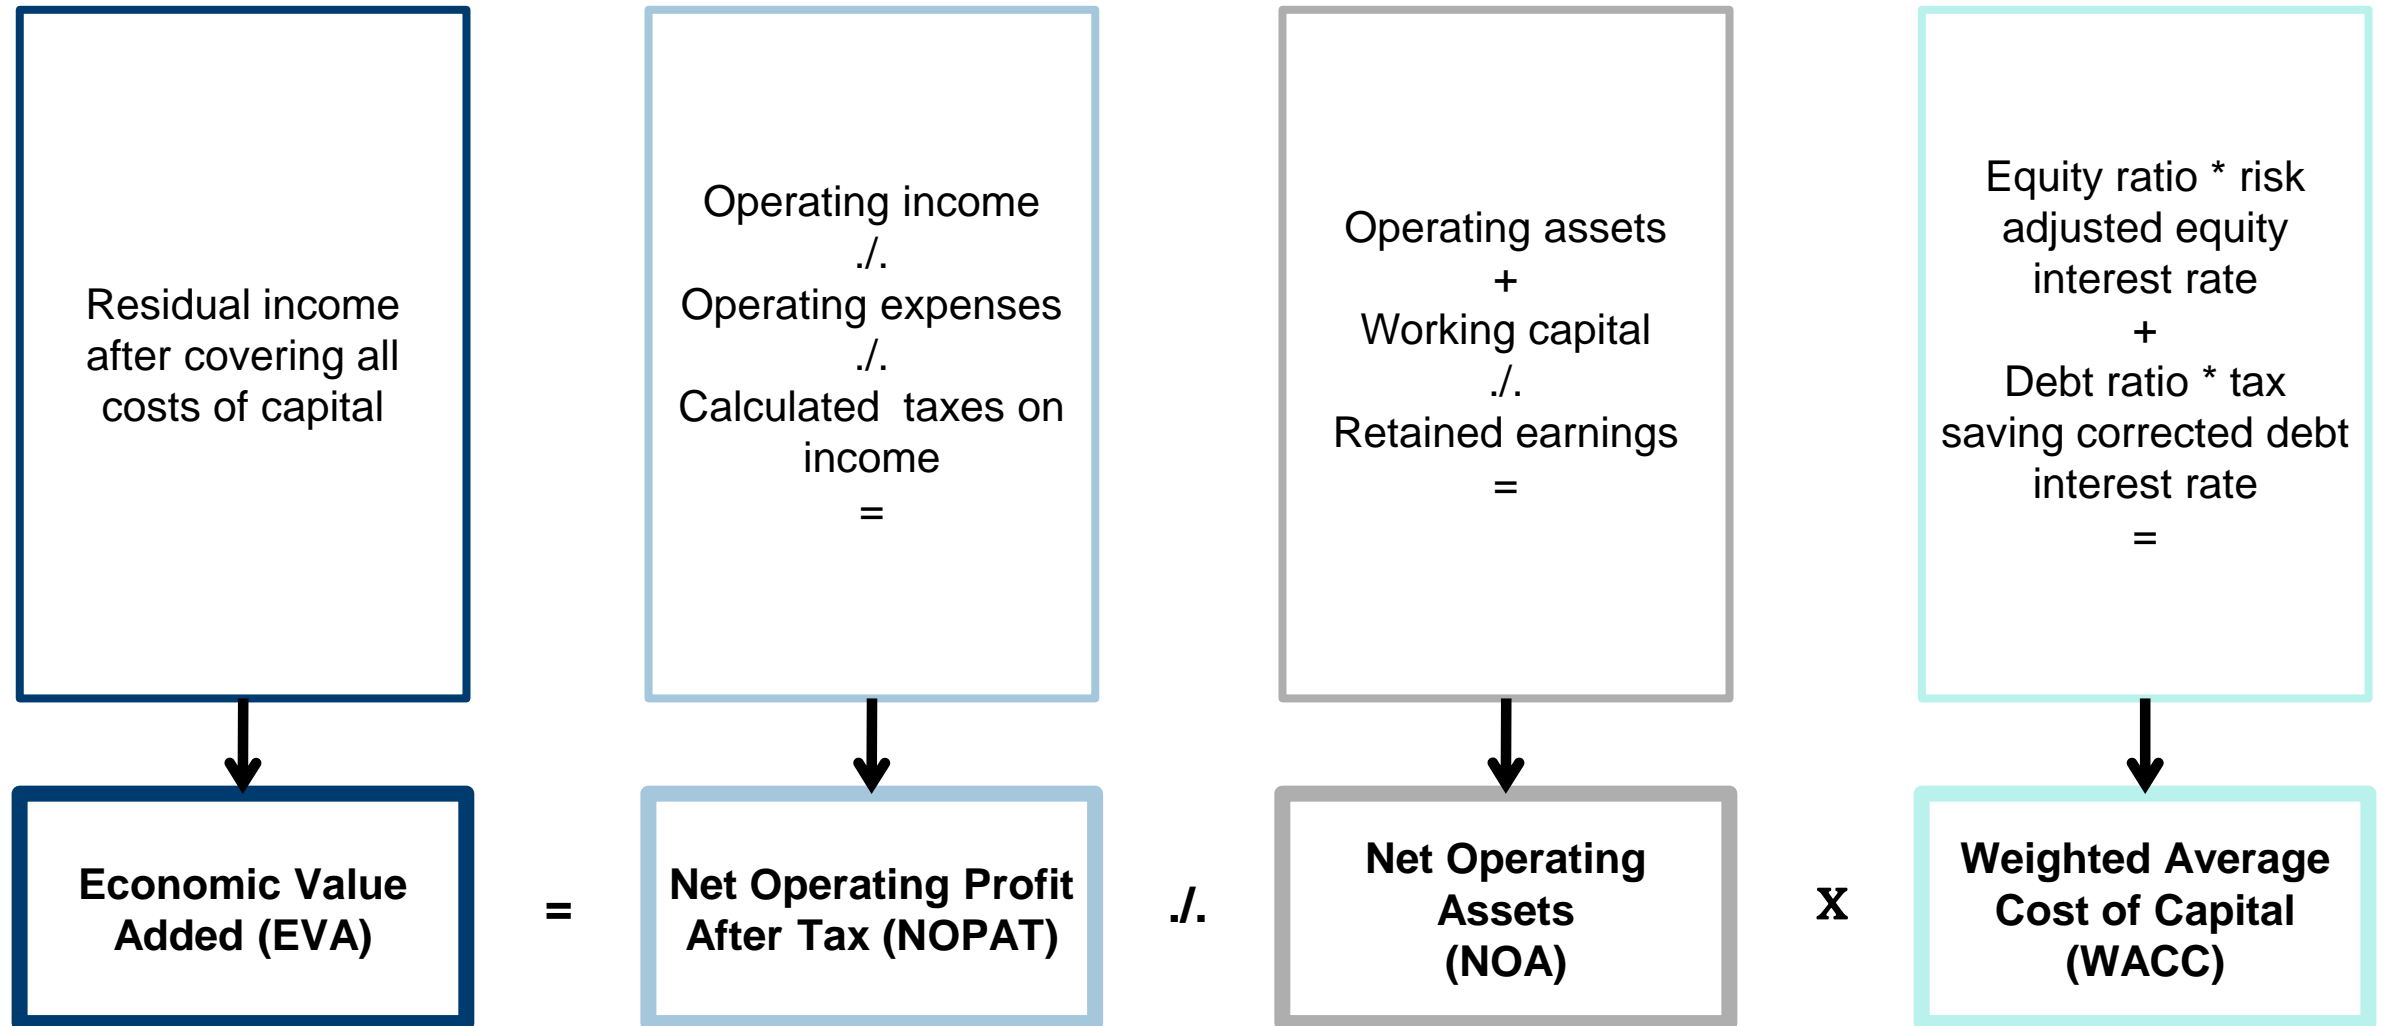 Residual income
after covering all
costs of capital
Operating income
./.
Operating expenses
./.
Calculated  taxes on
income
=
Operating assets
+
Working capital
./.
Retained earnings
=
Equity ratio * risk
adjusted equity
interest rate
+
Debt ratio * tax
saving corrected debt
interest rate
=
Economic Value
Added (EVA)
=
Net Operating Profit
After Tax (NOPAT)
./.
Net Operating
Assets
(NOA)
x
Weighted Average
Cost of Capital
(WACC)